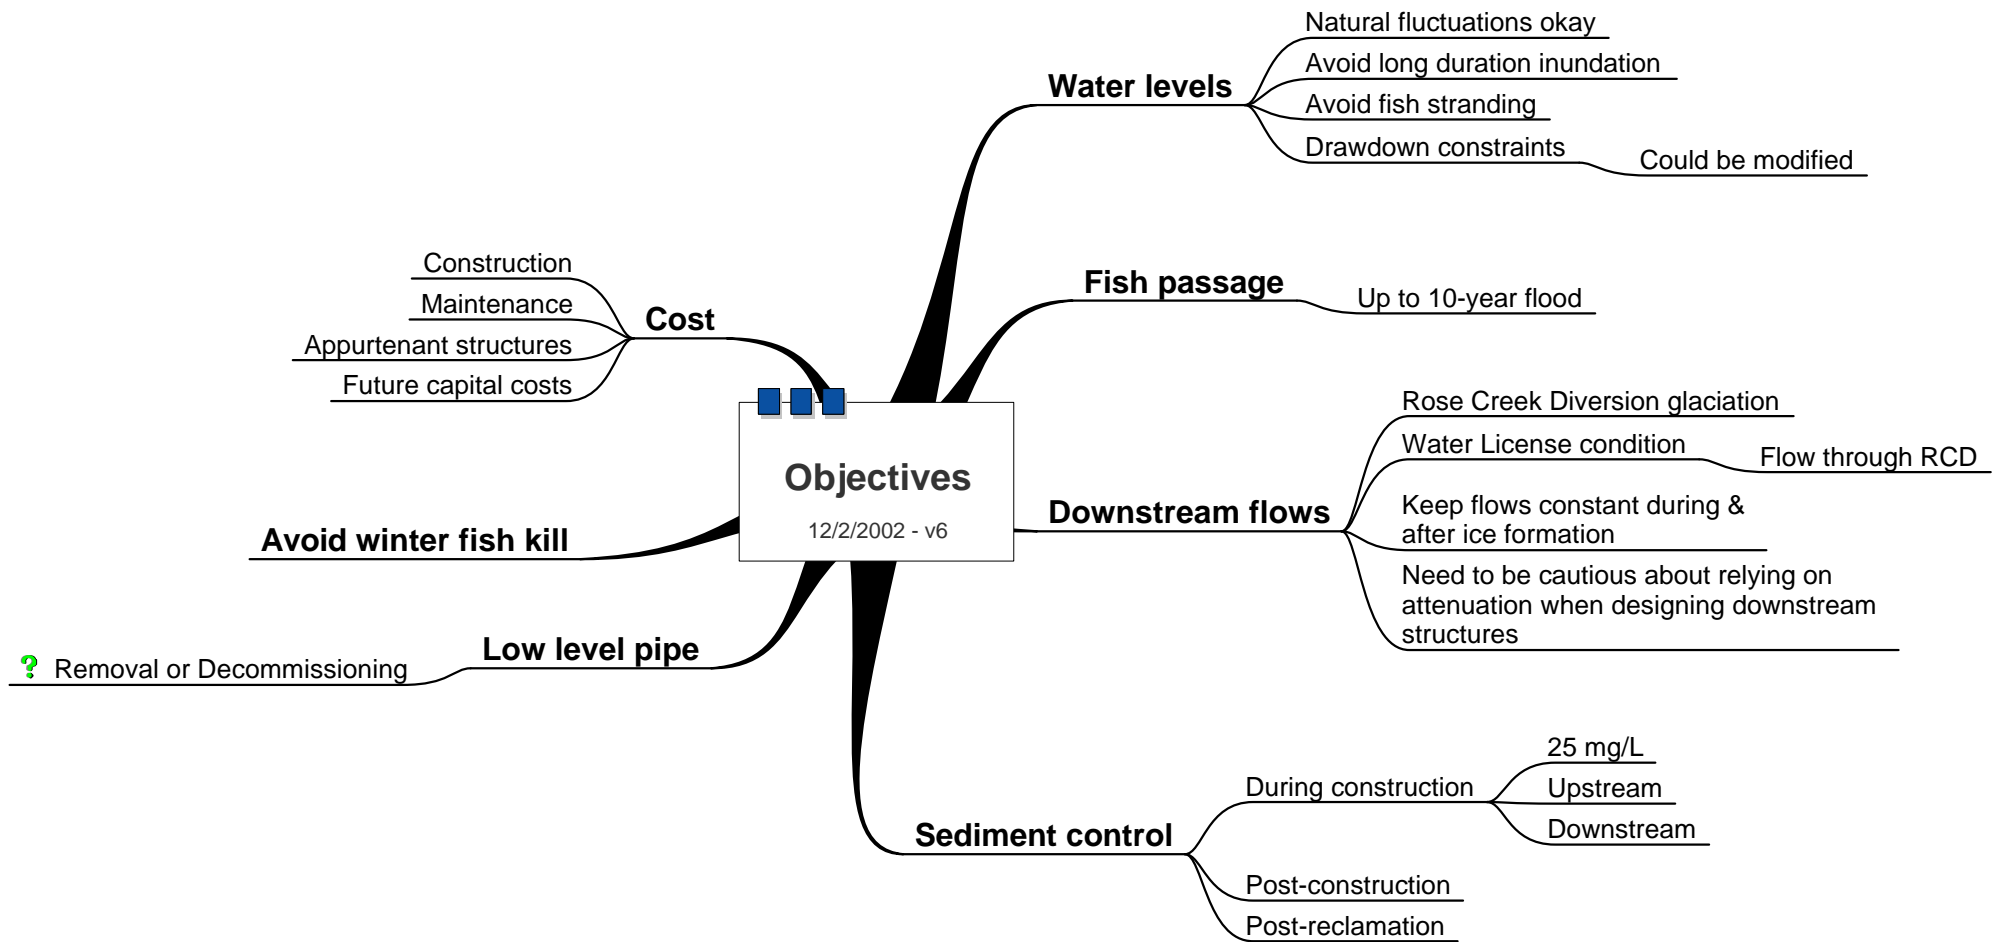 Objectives
12/2/2002 - v6
Water levels
Natural fluctuations okay
Avoid long duration inundation
Avoid fish stranding
Drawdown constraints
Could be modified
Fish passage
Up to 10-year flood
Downstream flows
Rose Creek Diversion glaciation
Water License condition
Flow through RCD
Keep flows constant during &
after ice formation
Need to be cautious about relying on
attenuation when designing downstream
structures
Sediment control
During construction
25 mg/L
Upstream
Downstream
Post-construction
Post-reclamation
Low level pipe
? Removal or Decommissioning
Avoid winter fish kill
Cost
Construction
Maintenance
Appurtenant structures
Future capital costs